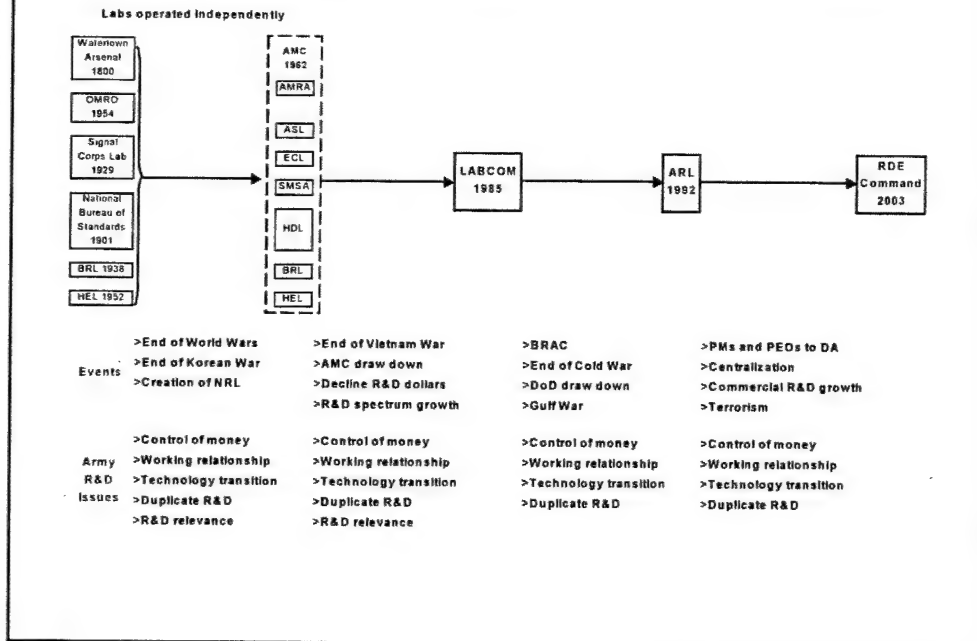 Labs operated independently
Watertown
Arsenal
1800
OMRO
1954
Signal
Corps Lab
1929
National
Bureau of
Standards
1901
BRL 1938
HEL 1952
AMC
1962
AMRA
ASL
ECL
SMSA
HDL
BRL
HEL
LABCOM
1985
ARL
1992
RDE
Command
2003
Events
>End of World Wars
>End of Korean War
>Creation of NRL
>End of Vietnam War
>AMC draw down
>Decline R&D dollars
>R&D spectrum growth
>BRAC
>End of Cold War
>DoD draw down
>Gulf War
>PMs and PEOs to DA
>Centralization
>Commercial R&D growth
>Terrorism
Army
R&D
Issues
>Control of money
>Working relationship
>Technology transition
>Duplicate R&D
>R&D relevance
>Control of money
>Working relationship
>Technology transition
>Duplicate R&D
>R&D relevance
>Control of money
>Working relationship
>Technology transition
>Duplicate R&D
>Control of money
>Working relationship
>Technology transition
>Duplicate R&D